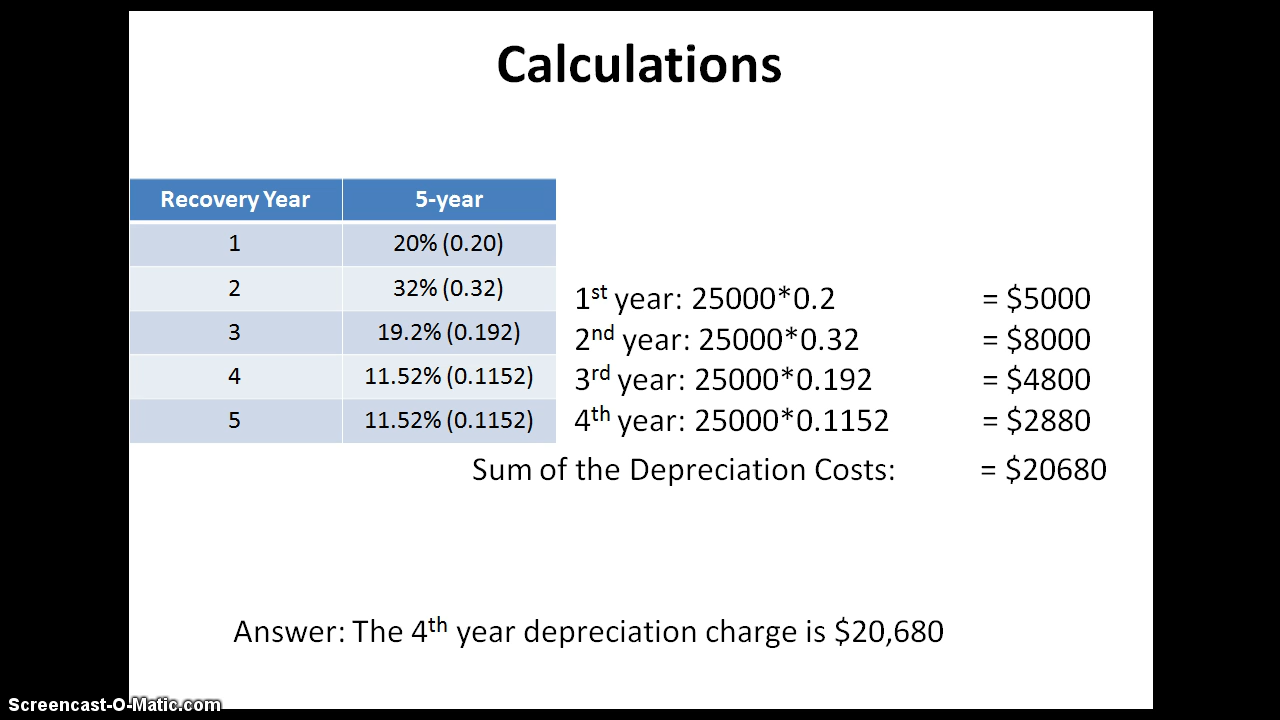 Calculations
Recovery Year 5-year
1 20% (0.20)
2 32% (0.32)
3 19.2% (0.192)
4 11.52% (0.1152)
5 11.52% (0.1152)
1st year: 25000*0.2 = $5000
2nd year: 25000*0.32 = $8000
3rd year: 25000*0.192 = $4800
4th year: 25000*0.1152 = $2880
Sum of the Depreciation Costs: = $20680
Answer: The 4th year depreciation charge is $20,680
Screencast-O-Matic.com